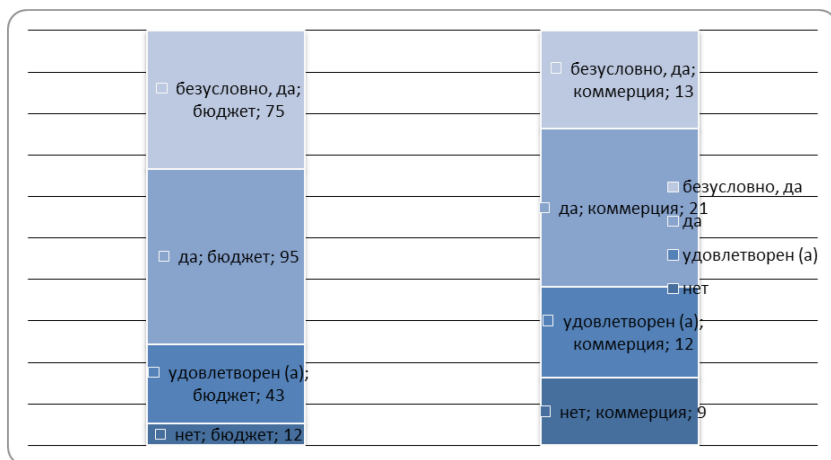 безусловно, да;
бюджет; 75
да; бюджет; 95
удовлетворен (а);
бюджет; 43
нет; бюджет; 12
безусловно, да;
коммерция; 13
да; коммерция; 21
удовлетворен (а);
коммерция; 12
нет; коммерция; 9
безусловно, да
да
удовлетворен (а)
нет